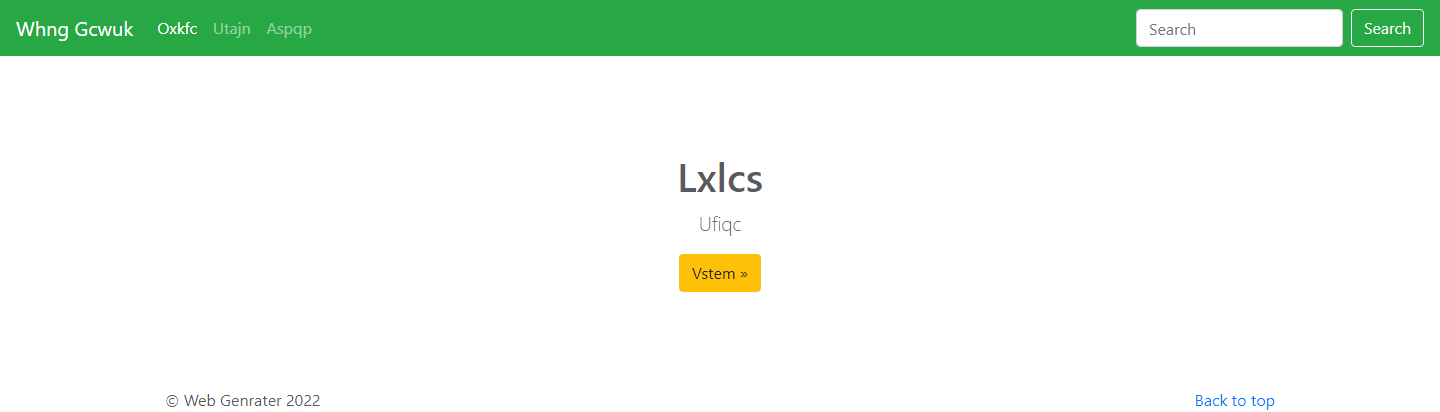 Whng Gcwuk Oxkfc Utajn Aspqp Search Search
Lxlcs
Ufiqc
Vstem »
© Web Genrater 2022 Back to top